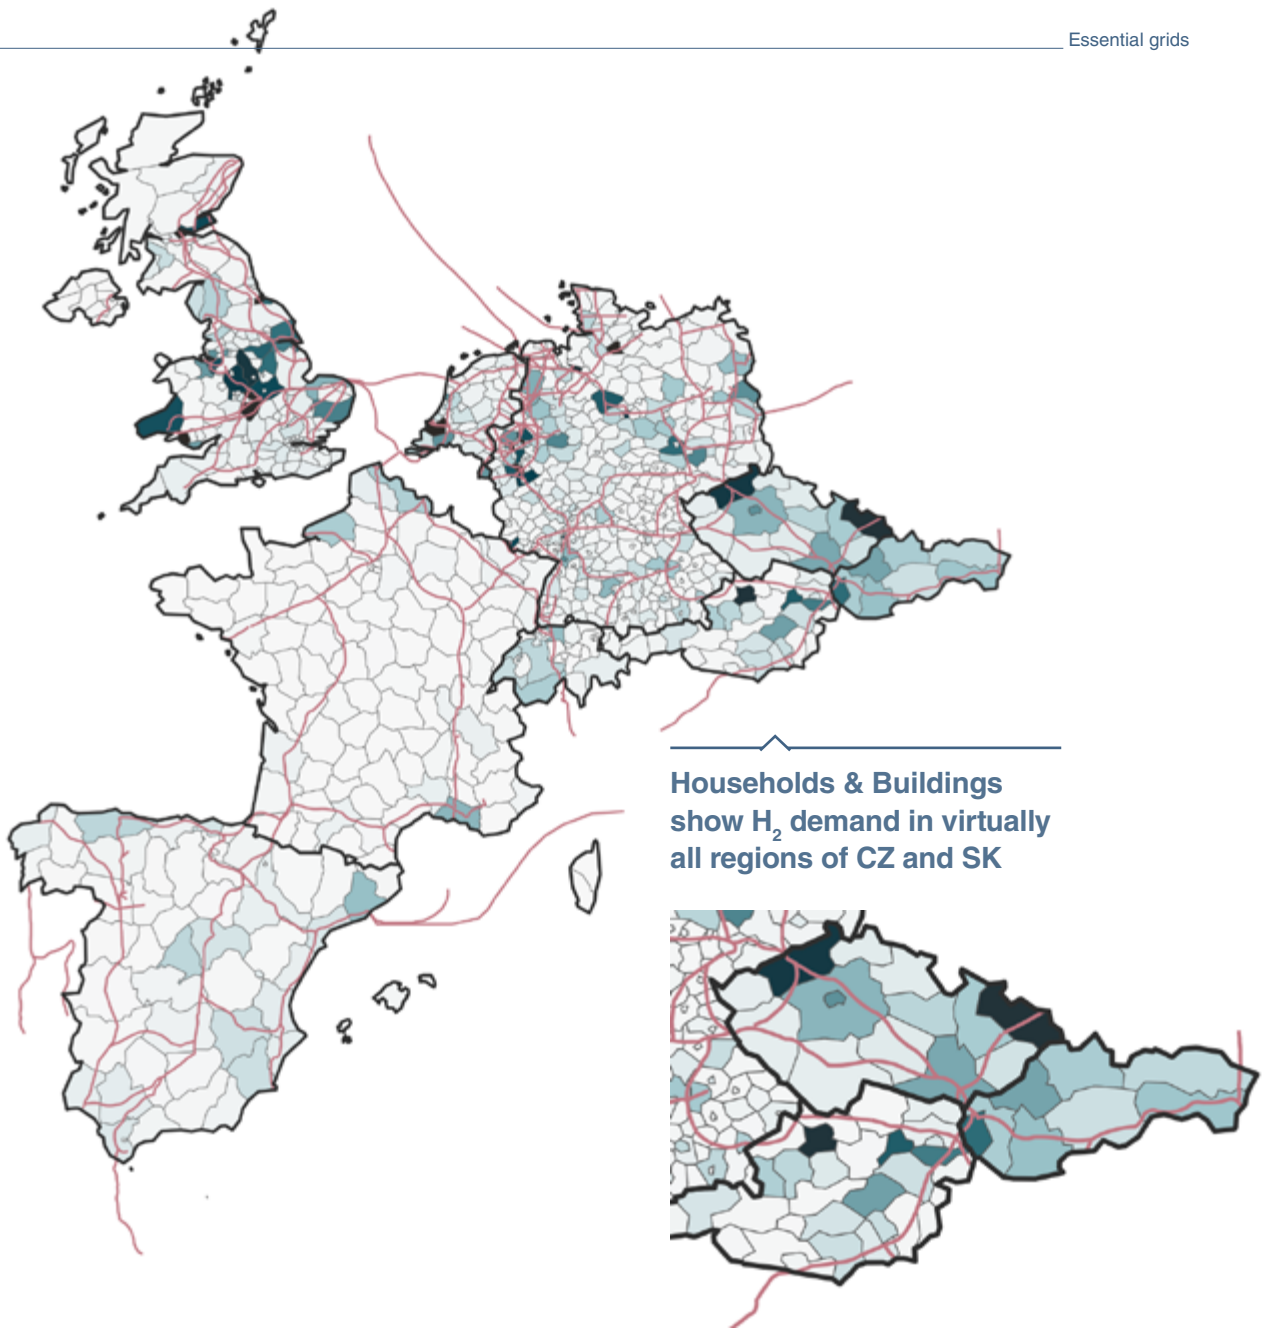 Essential grids
Households & Buildings
show H₂ demand in virtually
all regions of CZ and SK